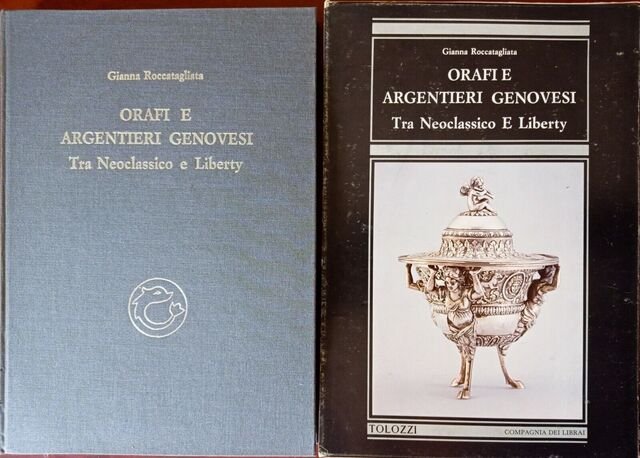 Gianna Roccatagliata
ORAFI E
ARGENTIERI GENOVESI
Tra Neoclassico e Liberty
Gianna Roccatagliata
ORAFI E
ARGENTIERI GENOVESI
Tra Neoclassico E Liberty
TOLOZZI
COMPAGNIA DEI LIBRAI